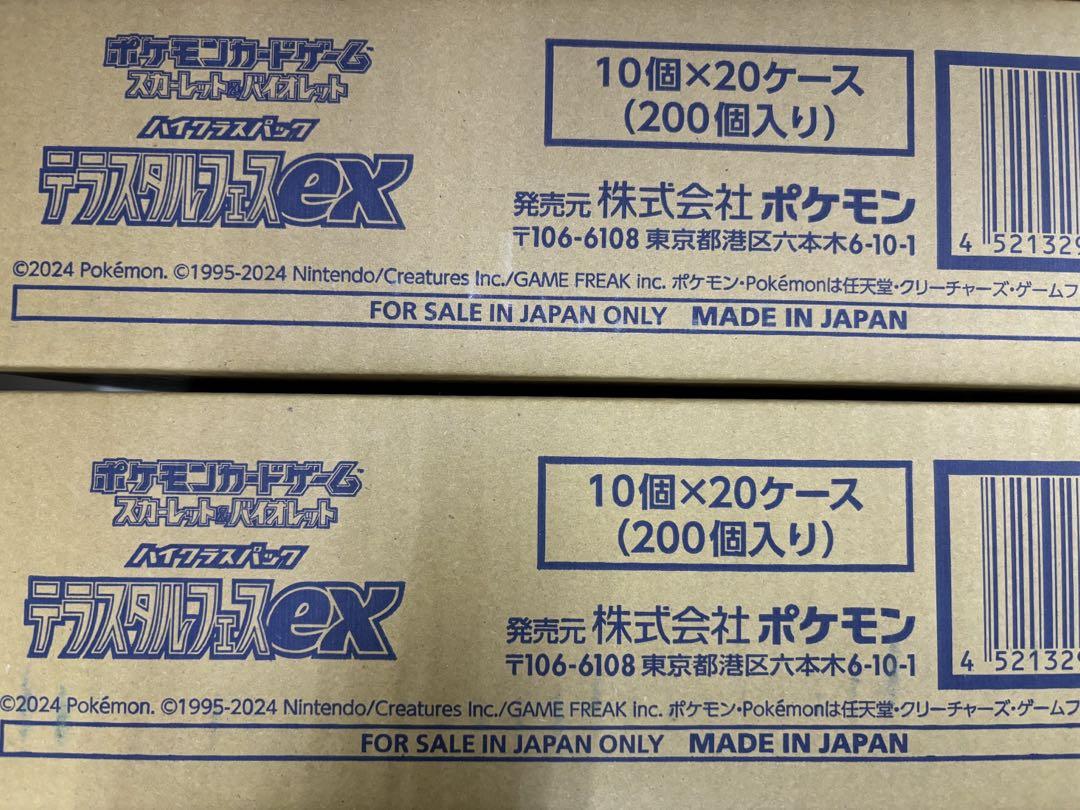 ポケモンカードゲーム
スカーレット&バイオレット
ハイクラスパック
テラスタルフェスex
10個×20ケース
(200個入り)
発売元 株式会社 ポケモン
〒106-6108 東京都港区六本木6-10-1
4 521329
©2024 Pokémon. ©1995-2024 Nintendo/Creatures Inc./GAME FREAK inc. ポケモン・Pokémonは任天堂・クリーチャーズ・ゲームフ
FOR SALE IN JAPAN ONLY MADE IN JAPAN
ポケモンカードゲーム
スカーレット&バイオレット
ハイクラスパック
テラスタルフェスex
10個×20ケース
(200個入り)
発売元 株式会社 ポケモン
〒106-6108 東京都港区六本木6-10-1
4 521329
©2024 Pokémon. ©1995-2024 Nintendo/Creatures Inc./GAME FREAK inc. ポケモン・Pokémonは任天堂・クリーチャーズ・ゲームフ
FOR SALE IN JAPAN ONLY MADE IN JAPAN